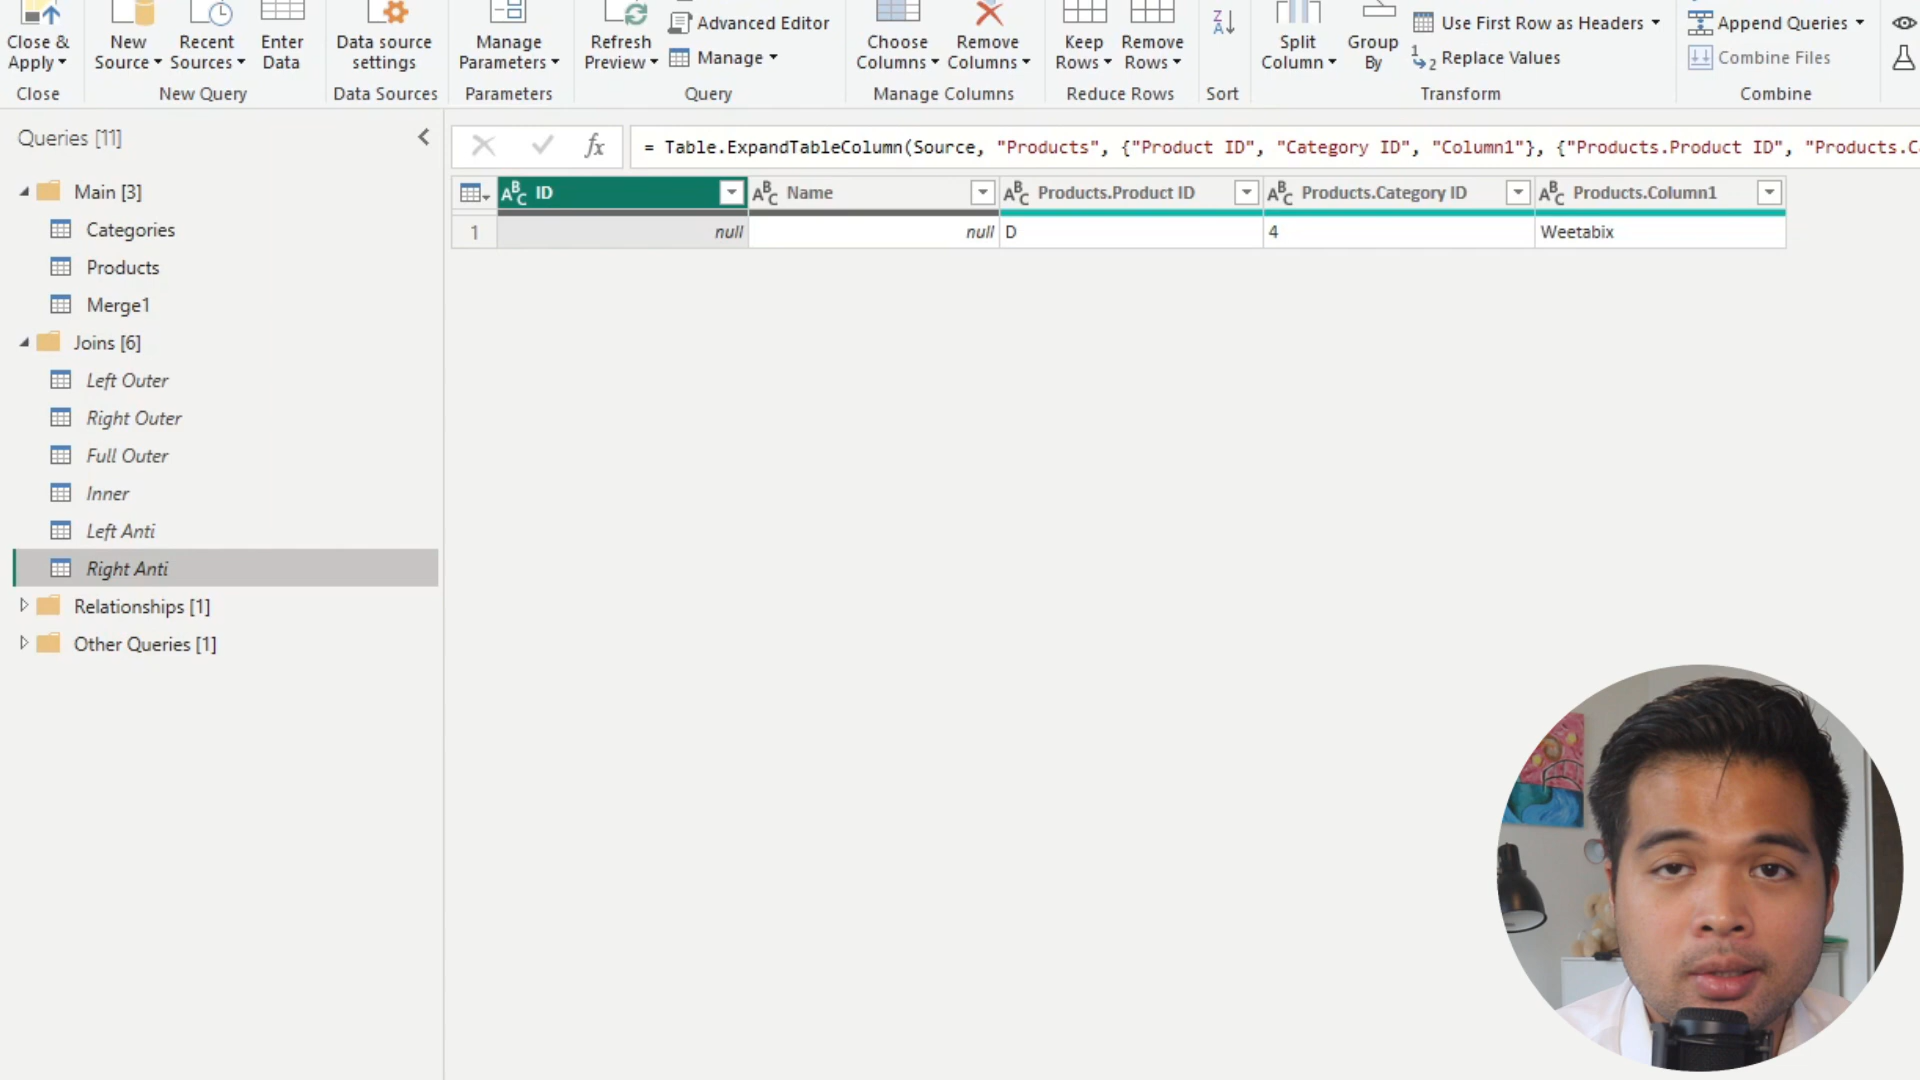 Close & Apply
New Source
Recent Sources
Enter Data
Data source settings
Manage Parameters
Refresh Preview
Advanced Editor
Manage
Choose Columns
Remove Columns
Keep Rows
Remove Rows
Split Column
Group By
Use First Row as Headers
Replace Values
Append Queries
Combine Files
Close
New Query
Data Sources
Parameters
Query
Manage Columns
Reduce Rows
Sort
Transform
Combine
Queries [11]
= Table.ExpandTableColumn(Source, "Products", {"Product ID", "Category ID", "Column1"}, {"Products.Product ID", "Products.C
Main [3]
Categories
Products
Merge1
Joins [6]
Left Outer
Right Outer
Full Outer
Inner
Left Anti
Right Anti
Relationships [1]
Other Queries [1]
ID Name Products.Product ID Products.Category ID Products.Column1
1 null null D 4 Weetabix